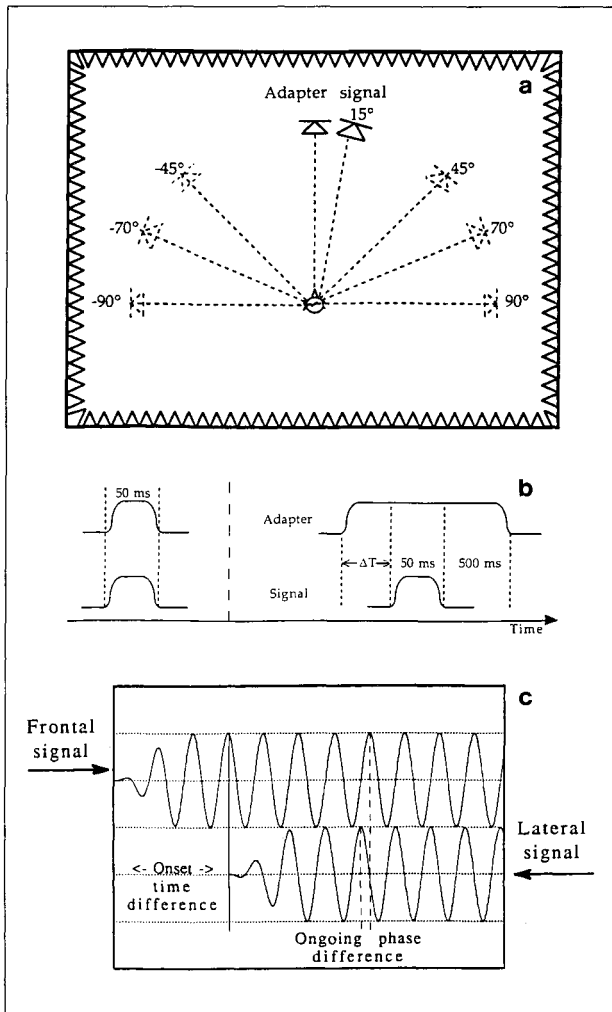 a
Adapter signal
15°
-45°
45°
-70°
70°
-90°
90°
b
50 ms
Adapter
ΔT
50 ms
500 ms
Signal
Time
c
Frontal
signal
Lateral
signal
<- Onset ->
time
difference
Ongoing phase
difference